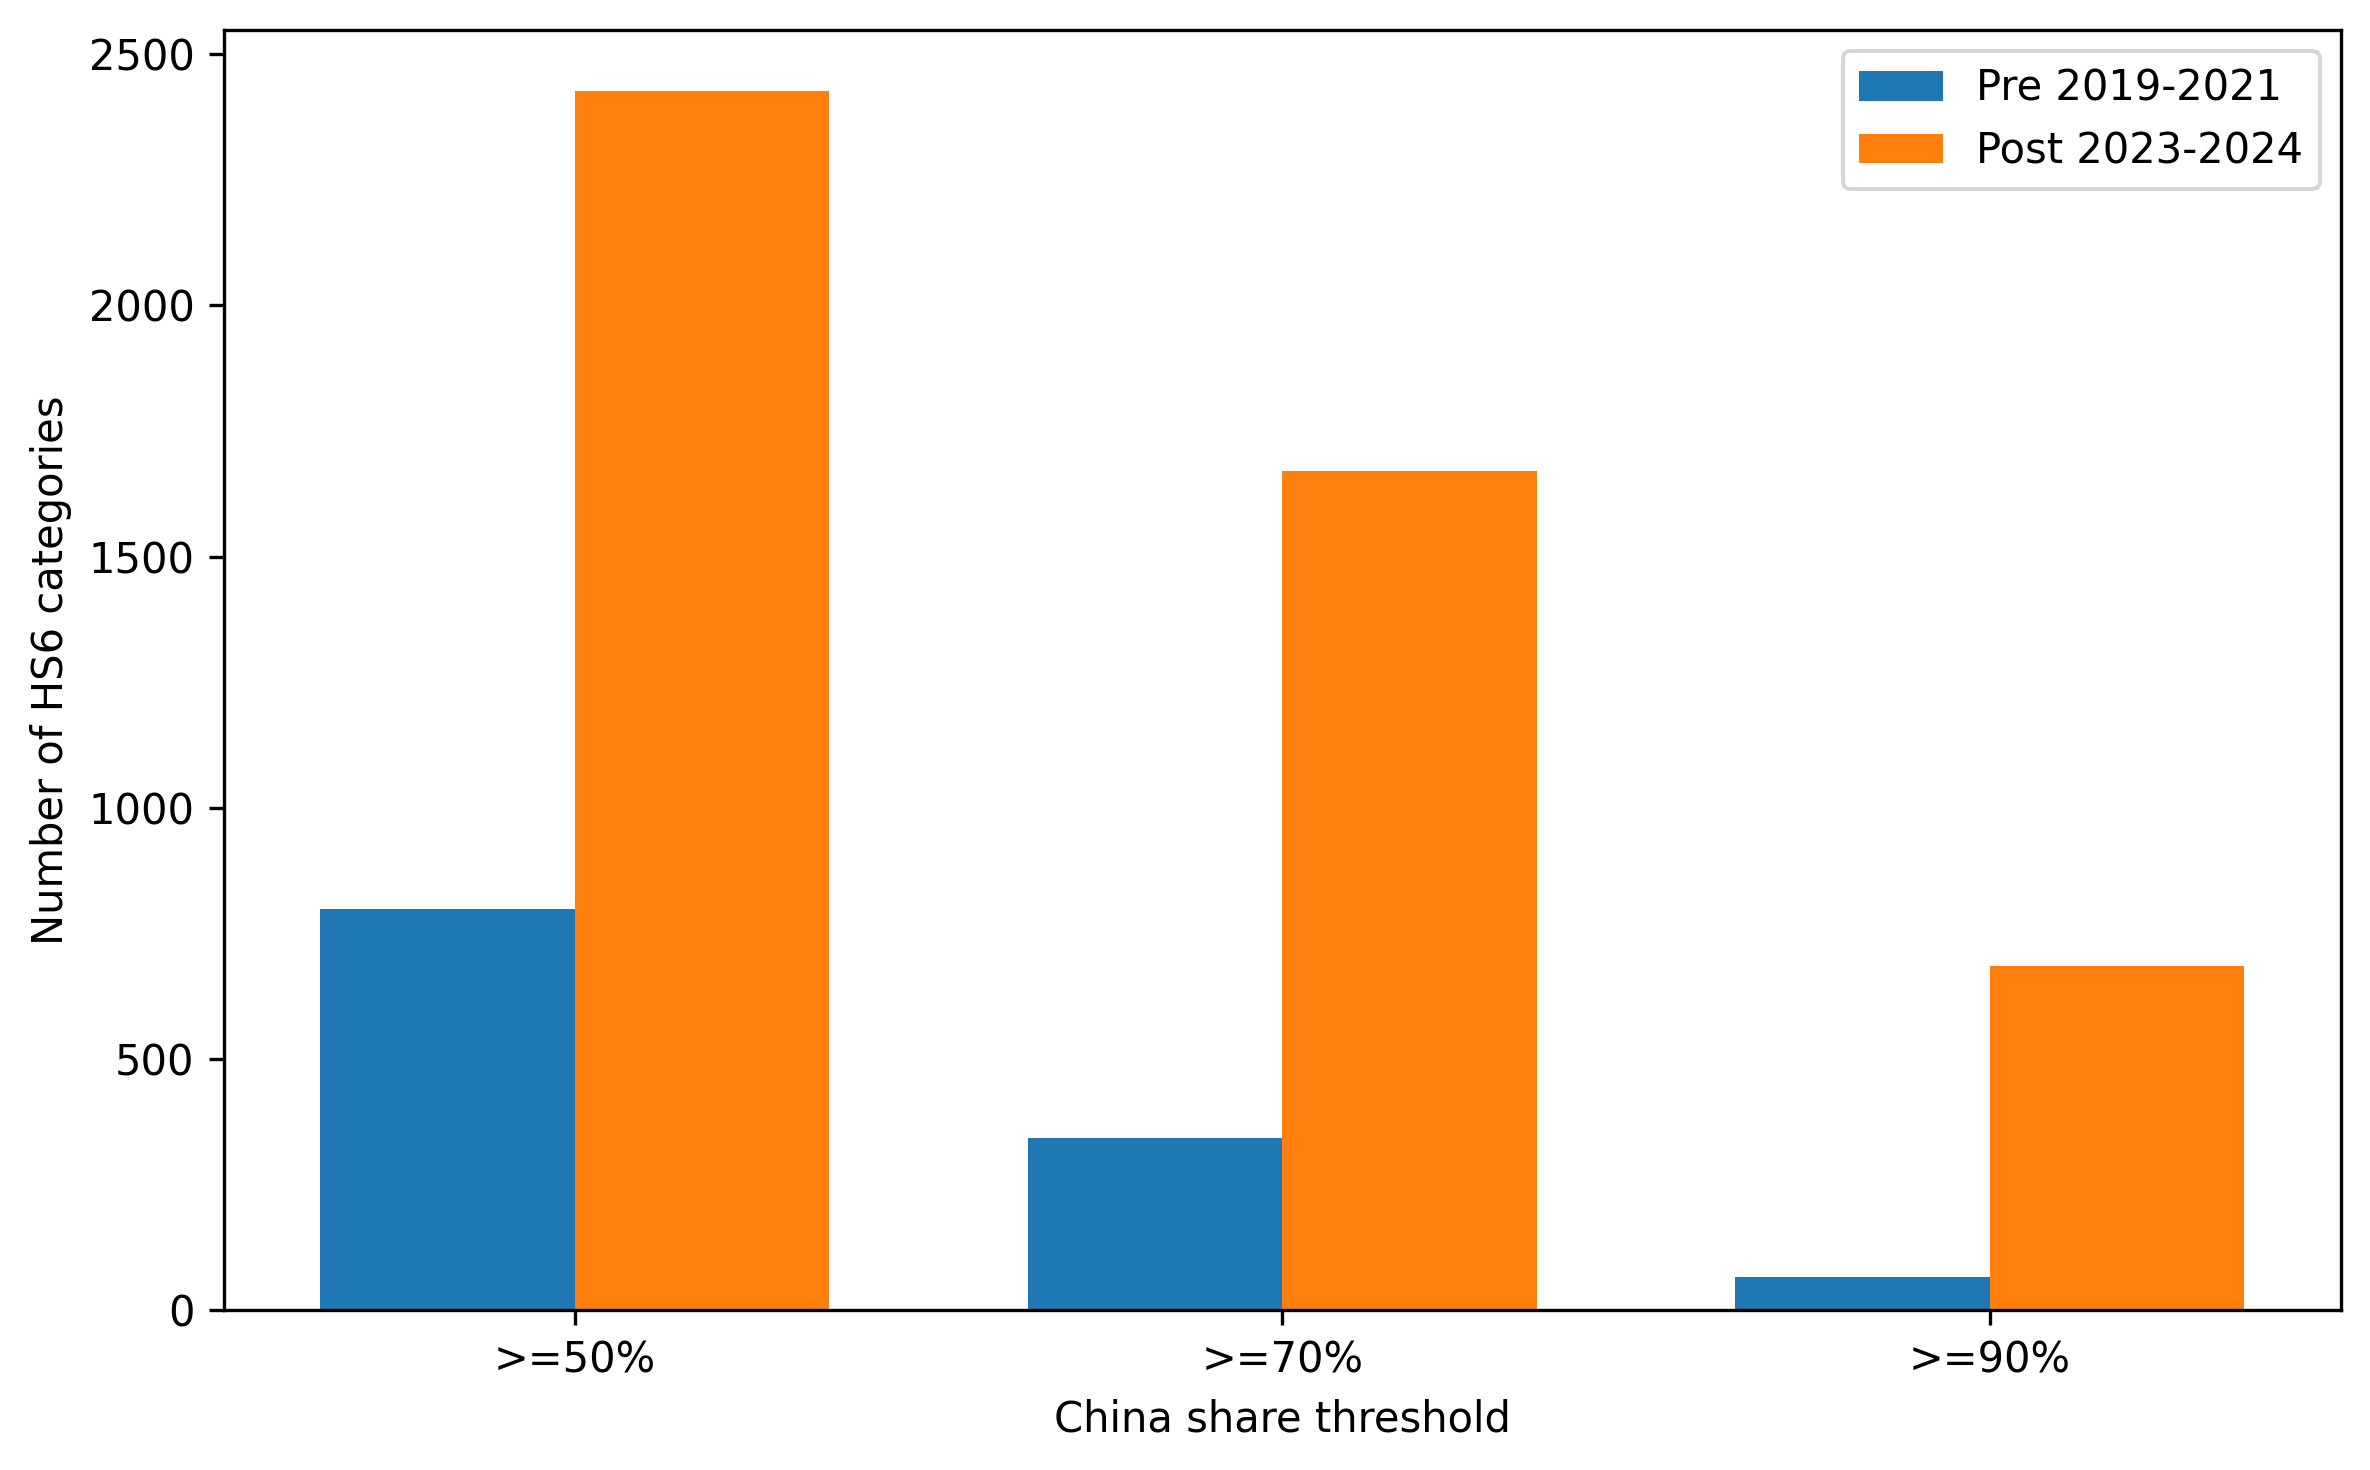 2500
2000
1500
1000
500
0
Number of HS6 categories
Pre 2019-2021
Post 2023-2024
>=50%
>=70%
>=90%
China share threshold